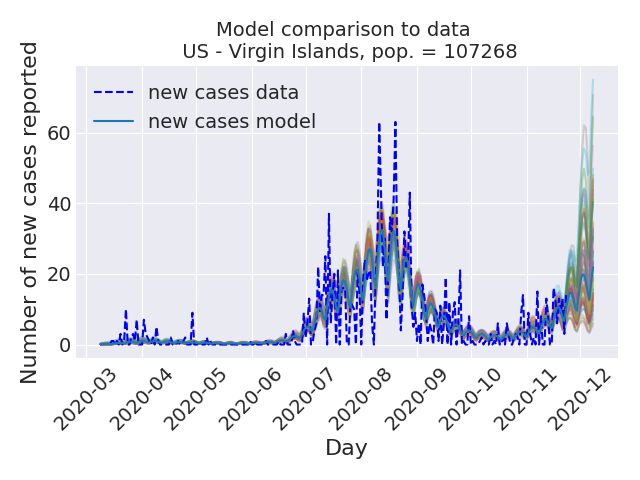 Model comparison to data
US - Virgin Islands, pop. = 107268
Number of new cases reported
new cases data
new cases model
60
40
20
0
2020-03
2020-04
2020-05
2020-06
2020-07
2020-08
2020-09
2020-10
2020-11
2020-12
Day